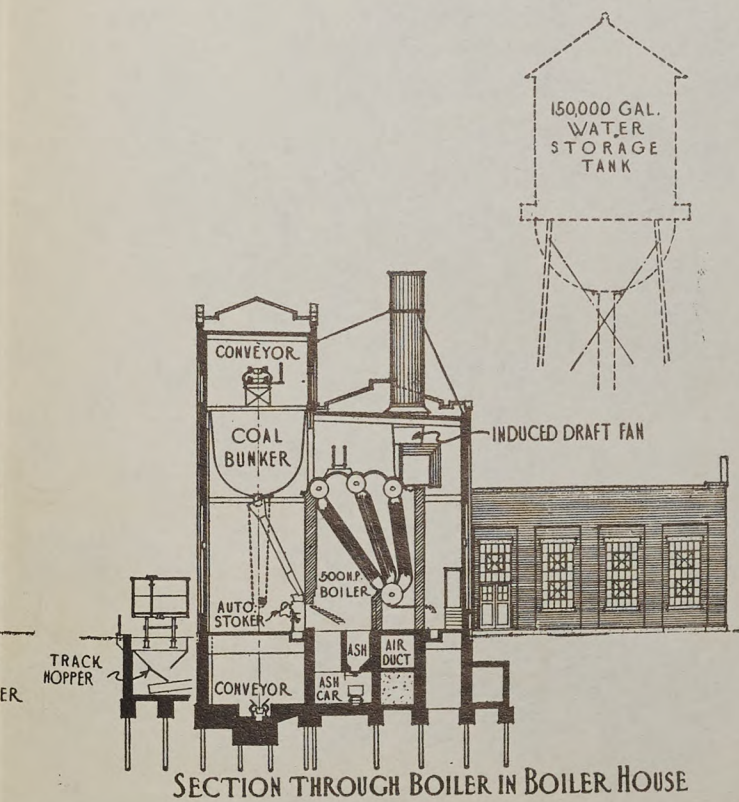 150,000 GAL.
WATER
STORAGE
TANK
CONVEYOR
COAL
BUNKER
INDUCED DRAFT FAN
500 H.P.
BOILER
AUTO.
STOKER
ASH
AIR
DUCT
TRACK
HOPPER
ASH
CAR
CONVEYOR
ER
SECTION THROUGH BOILER IN BOILER HOUSE